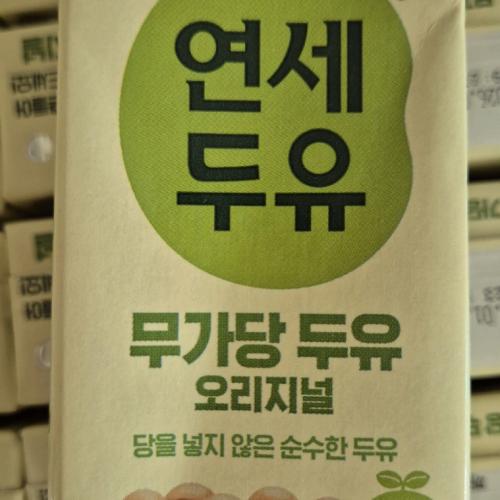 연세
두유
무가당 두유
오리지널
당을 넣지 않은 순수한 두유